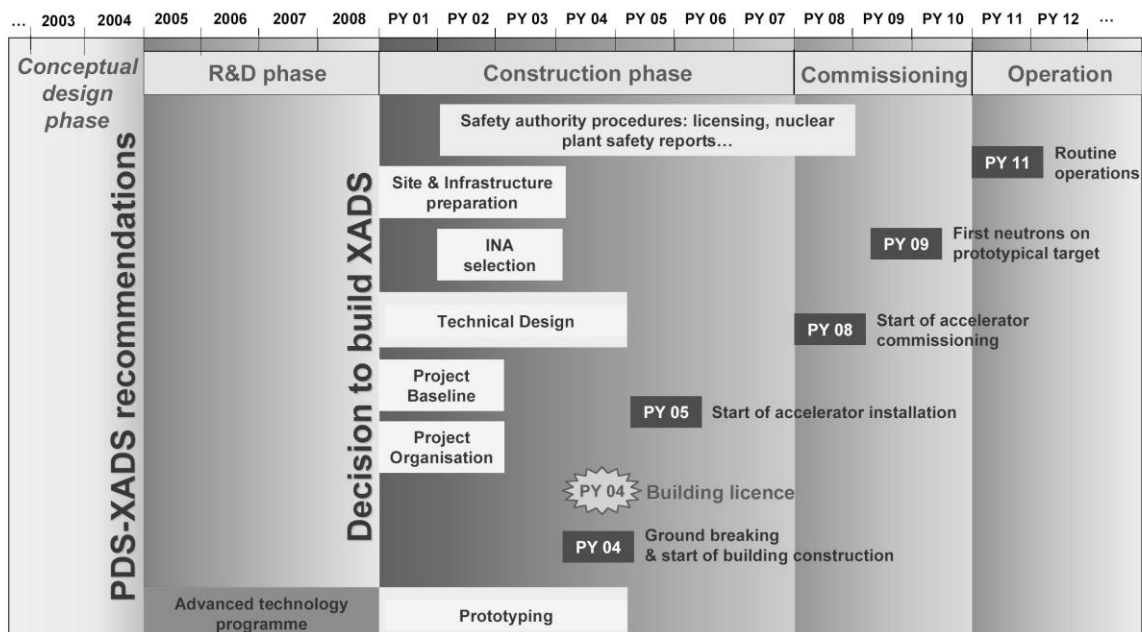 ... 2003 2004 2005 2006 2007 2008 PY 01 PY 02 PY 03 PY 04 PY 05 PY 06 PY 07 PY 08 PY 09 PY 10 PY 11 PY 12 ...
Conceptual
design
phase
R&D phase
Construction phase
Commissioning
Operation
PDS-XADS recommendations
Decision to build XADS
Safety authority procedures: licensing, nuclear
plant safety reports…
PY 11
Routine
operations
Site & Infrastructure
preparation
INA
selection
PY 09
First neutrons on
prototypical target
Technical Design
PY 08
Start of accelerator
commissioning
Project
Baseline
PY 05
Start of accelerator installation
Project
Organisation
PY 04
Building licence
PY 04
Ground breaking
& start of building construction
Advanced technology
programme
Prototyping